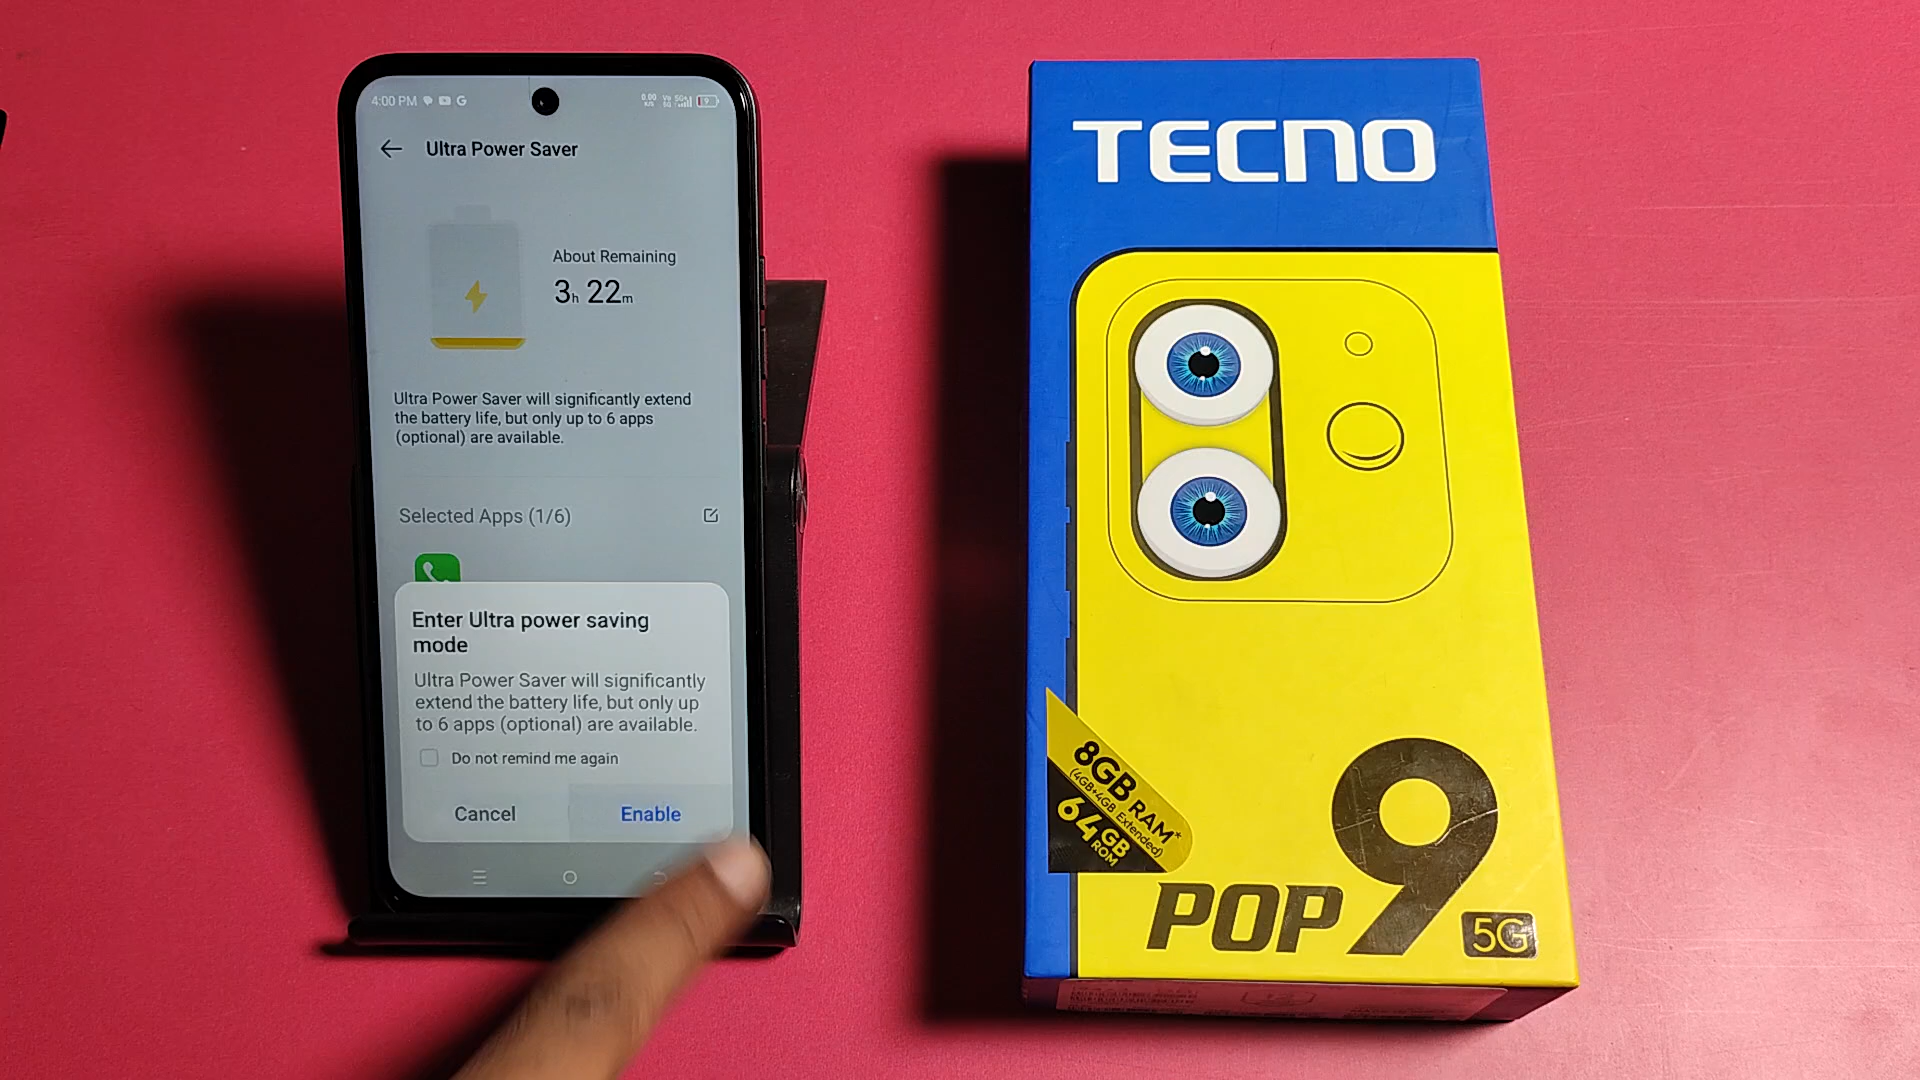 4:00 PM
0.00
9
Ultra Power Saver
About Remaining
3h 22m
Ultra Power Saver will significantly extend
the battery life, but only up to 6 apps
(optional) are available.
Selected Apps (1/6)
Enter Ultra power saving
mode
Ultra Power Saver will significantly
extend the battery life, but only up
to 6 apps (optional) are available.
Do not remind me again
Cancel
Enable
TECNO
8GB RAM*
(4GB+4GB Extended)
64GB
ROM
POP 9
5G